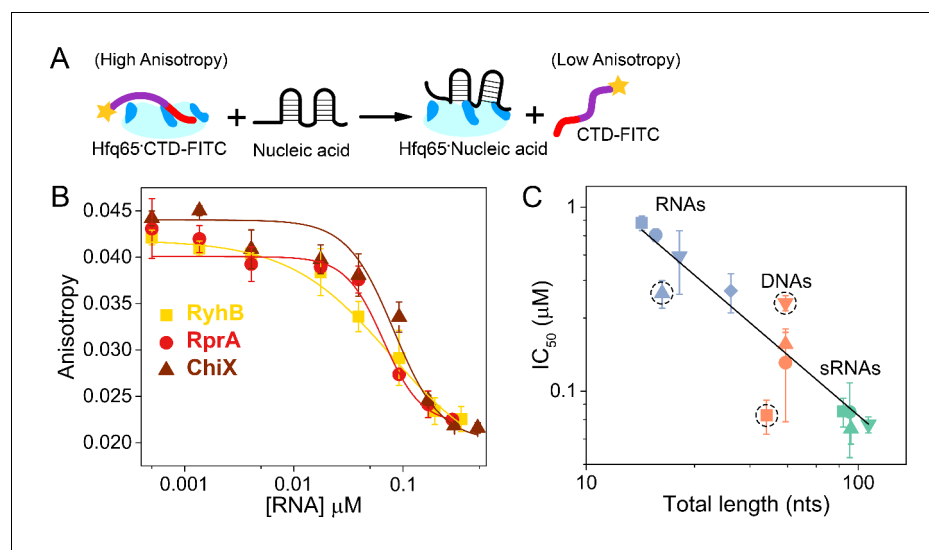 A
(High Anisotropy)
(Low Anisotropy)
+
+
Hfq65·CTD-FITC
Nucleic acid
Hfq65·Nucleic acid
CTD-FITC
B
0.045
0.040
0.035
0.030
0.025
0.020
Anisotropy
RyhB
RprA
ChiX
0.001
0.01
0.1
[RNA] μM
C
1
0.1
IC50 (μM)
RNAs
DNAs
sRNAs
10
100
Total length (nts)